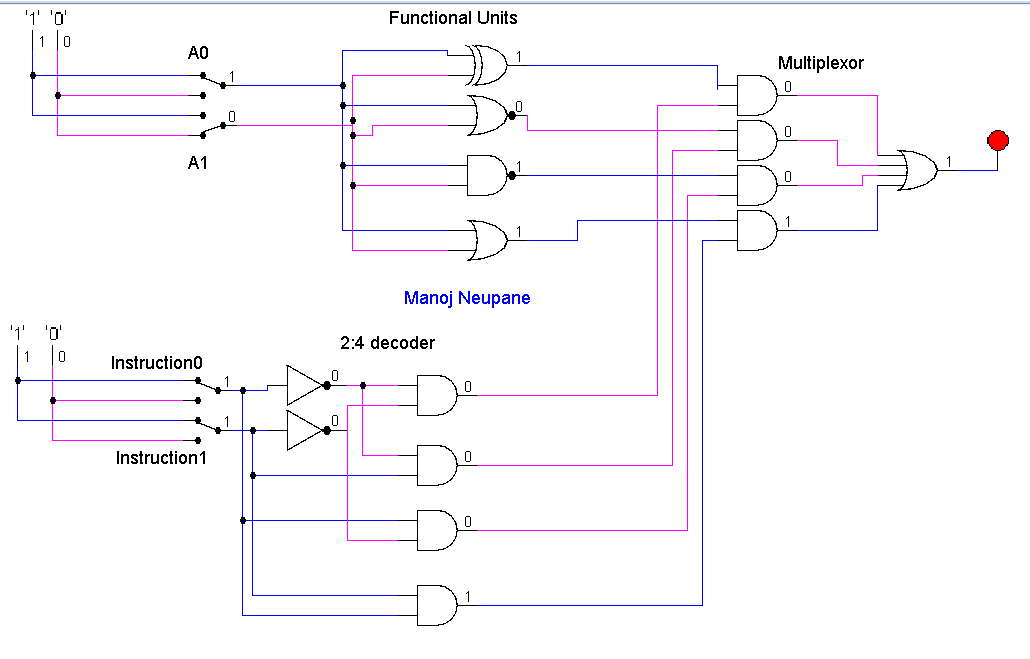 Functional Units
'1' '0'
1 0
A0
1
1
Multiplexor
0
0
0
0
1
1
A1
0
1
1
Manoj Neupane
'1' '0'
1 0
2:4 decoder
Instruction0
1
0
0
1
0
Instruction1
0
0
1